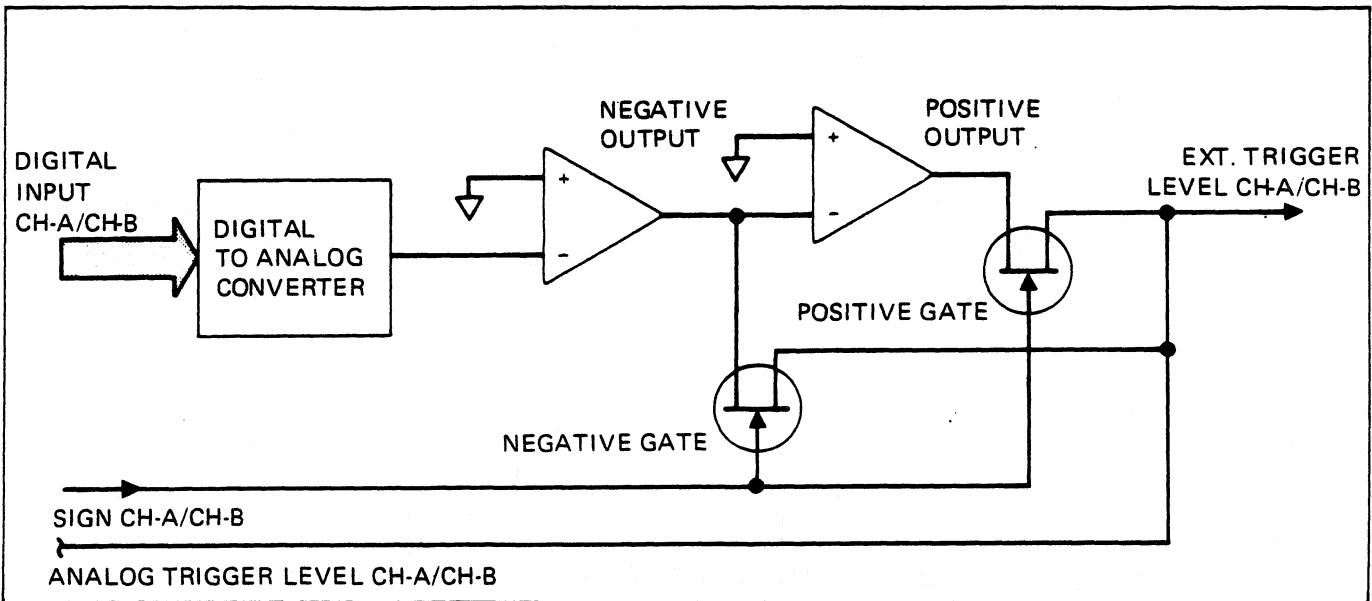 DIGITAL
INPUT
CH-A/CH-B
DIGITAL
TO ANALOG
CONVERTER
+
-
NEGATIVE
OUTPUT
+
-
POSITIVE
OUTPUT
EXT. TRIGGER
LEVEL CH-A/CH-B
POSITIVE GATE
NEGATIVE GATE
SIGN CH-A/CH-B
ANALOG TRIGGER LEVEL CH-A/CH-B